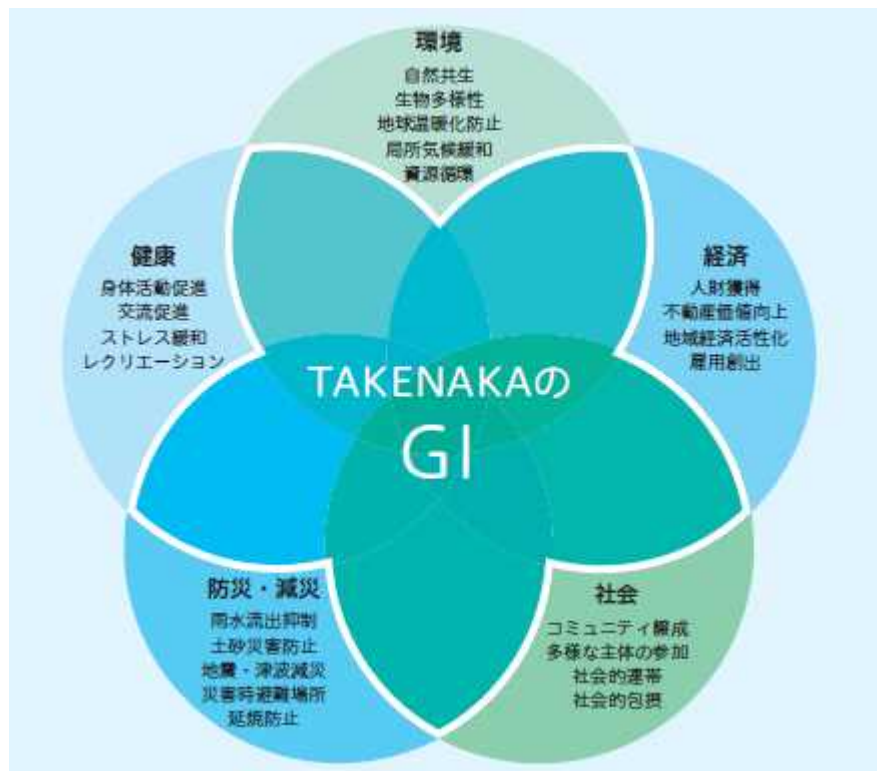 環境
自然共生
生物多様性
地球温暖化防止
局所気候緩和
資源循環
健康
身体活動促進
交流促進
ストレス緩和
レクリエーション
経済
人財獲得
不動産価値向上
地域経済活性化
雇用創出
TAKENAKAの
GI
防災・減災
雨水流出抑制
土砂災害防止
地震・津波減災
災害時避難場所
延焼防止
社会
コミュニティ醸成
多様な主体の参加
社会的連帯
社会的包摂